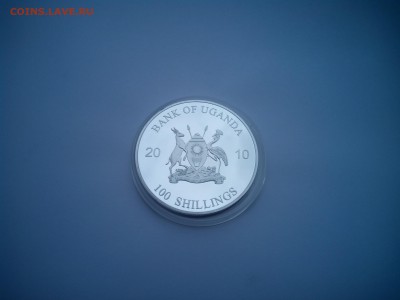 COINS.LAVE.RU
BANK OF UGANDA
20 10
100 SHILLINGS